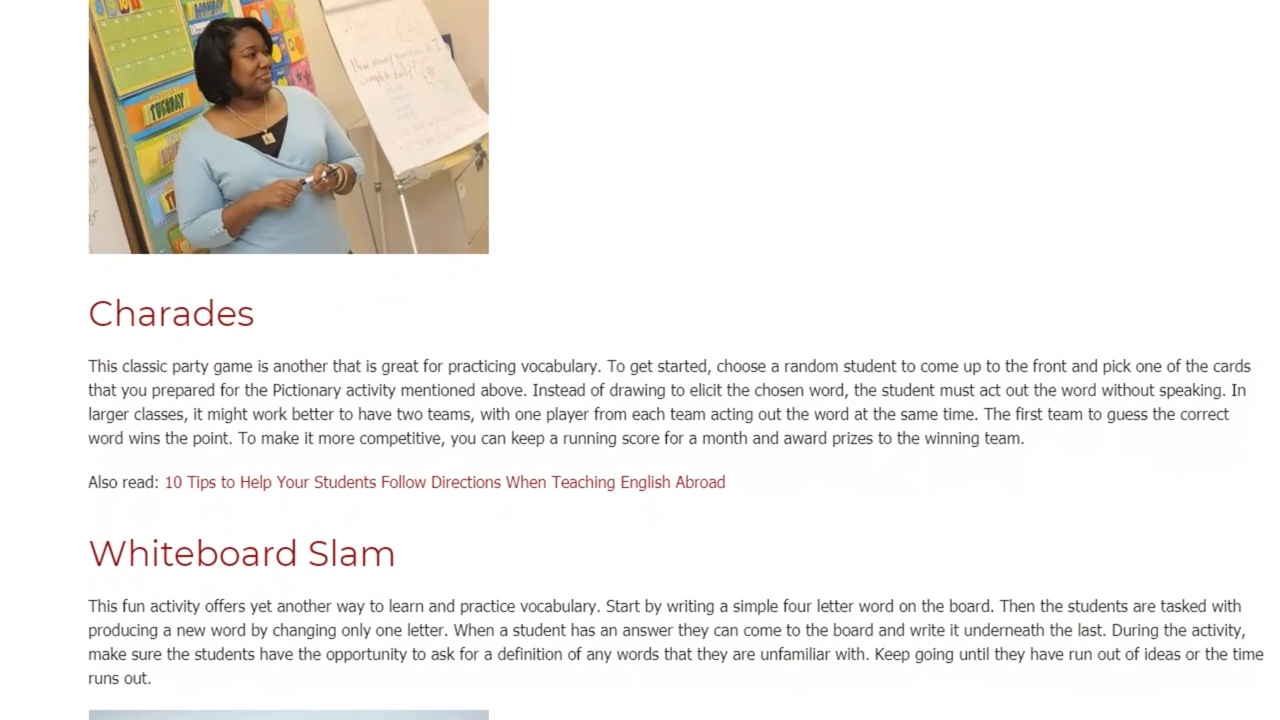 MONDAY
TUESDAY
How many questions do I
complete daily?
Charades
This classic party game is another that is great for practicing vocabulary. To get started, choose a random student to come up to the front and pick one of the cards
that you prepared for the Pictionary activity mentioned above. Instead of drawing to elicit the chosen word, the student must act out the word without speaking. In
larger classes, it might work better to have two teams, with one player from each team acting out the word at the same time. The first team to guess the correct
word wins the point. To make it more competitive, you can keep a running score for a month and award prizes to the winning team.
Also read: 10 Tips to Help Your Students Follow Directions When Teaching English Abroad
Whiteboard Slam
This fun activity offers yet another way to learn and practice vocabulary. Start by writing a simple four letter word on the board. Then the students are tasked with
producing a new word by changing only one letter. When a student has an answer they can come to the board and write it underneath the last. During the activity,
make sure the students have the opportunity to ask for a definition of any words that they are unfamiliar with. Keep going until they have run out of ideas or the time
runs out.